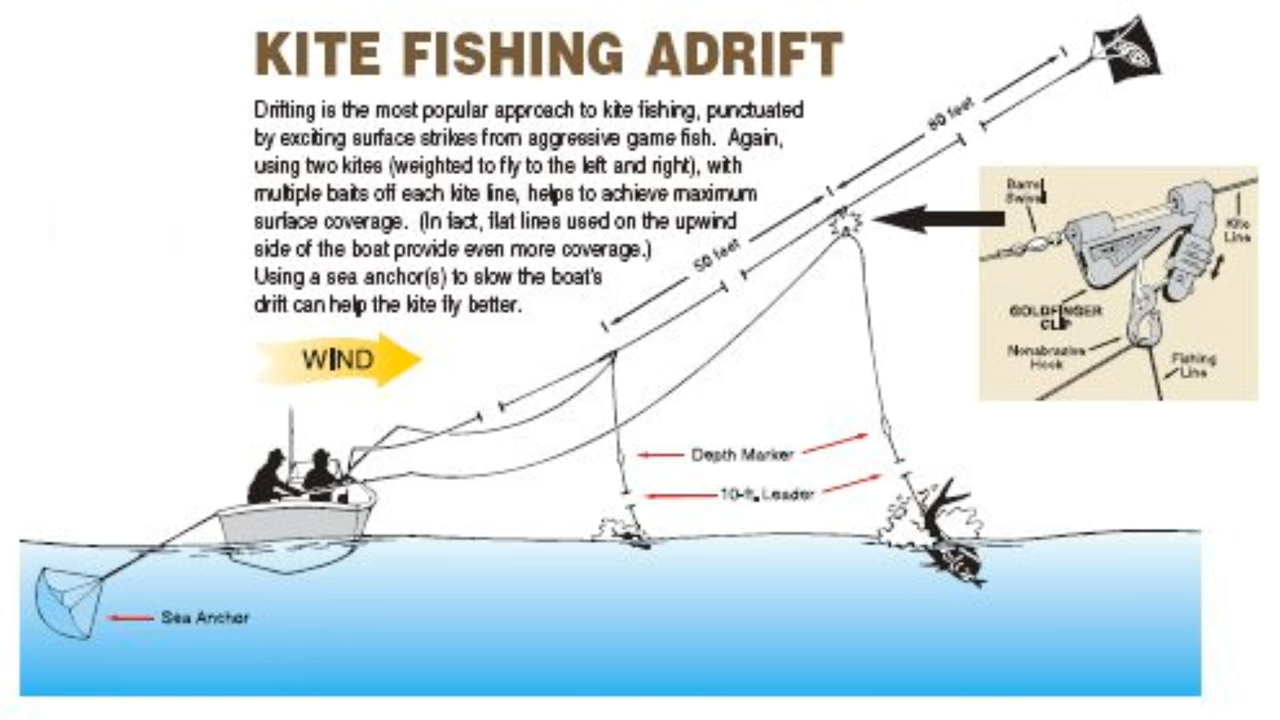 KITE FISHING ADRIFT
Drifting is the most popular approach to kite fishing, punctuated
by exciting surface strikes from aggressive game fish. Again,
using two kites (weighted to fly to the left and right), with
multiple baits off each kite line, helps to achieve maximum
surface coverage. (In fact, flat lines used on the upwind
side of the boat provide even more coverage.)
Using a sea anchor(s) to slow the boat's
drift can help the kite fly better.
80 feet
50 feet
Barrel
Swivel
Kite
Line
GOLDFINGER
CLIP
Nonabrasive
Hook
Fishing
Line
WIND
Depth Marker
10-ft. Leader
Sea Anchor